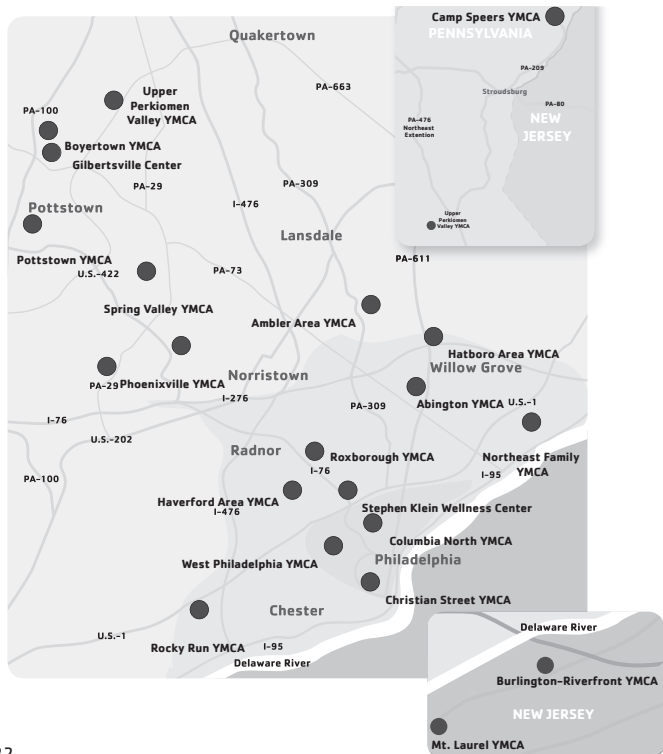 Quakertown
PA-663
Upper
Perkiomen
Valley YMCA
PA-100
Boyertown YMCA
Gilbertsville Center
PA-29
PA-309
I-476
Pottstown
Lansdale
Pottstown YMCA
U.S.-422
PA-73
PA-611
Spring Valley YMCA
Ambler Area YMCA
Hatboro Area YMCA
Willow Grove
Norristown
PA-29
Phoenixville YMCA
I-276
PA-309
Abington YMCA
U.S.-1
I-76
U.S.-202
Radnor
Roxborough YMCA
Northeast Family
YMCA
I-76
I-95
PA-100
Haverford Area YMCA
I-476
Stephen Klein Wellness Center
Columbia North YMCA
West Philadelphia YMCA
Philadelphia
Christian Street YMCA
Chester
U.S.-1
Rocky Run YMCA
I-95
Delaware River
Camp Speers YMCA
PENNSYLVANIA
PA-209
Stroudsburg
PA-80
PA-476
Northeast
Extention
NEW
JERSEY
Upper
Perkiomen
Valley YMCA
Delaware River
Burlington-Riverfront YMCA
NEW JERSEY
Mt. Laurel YMCA